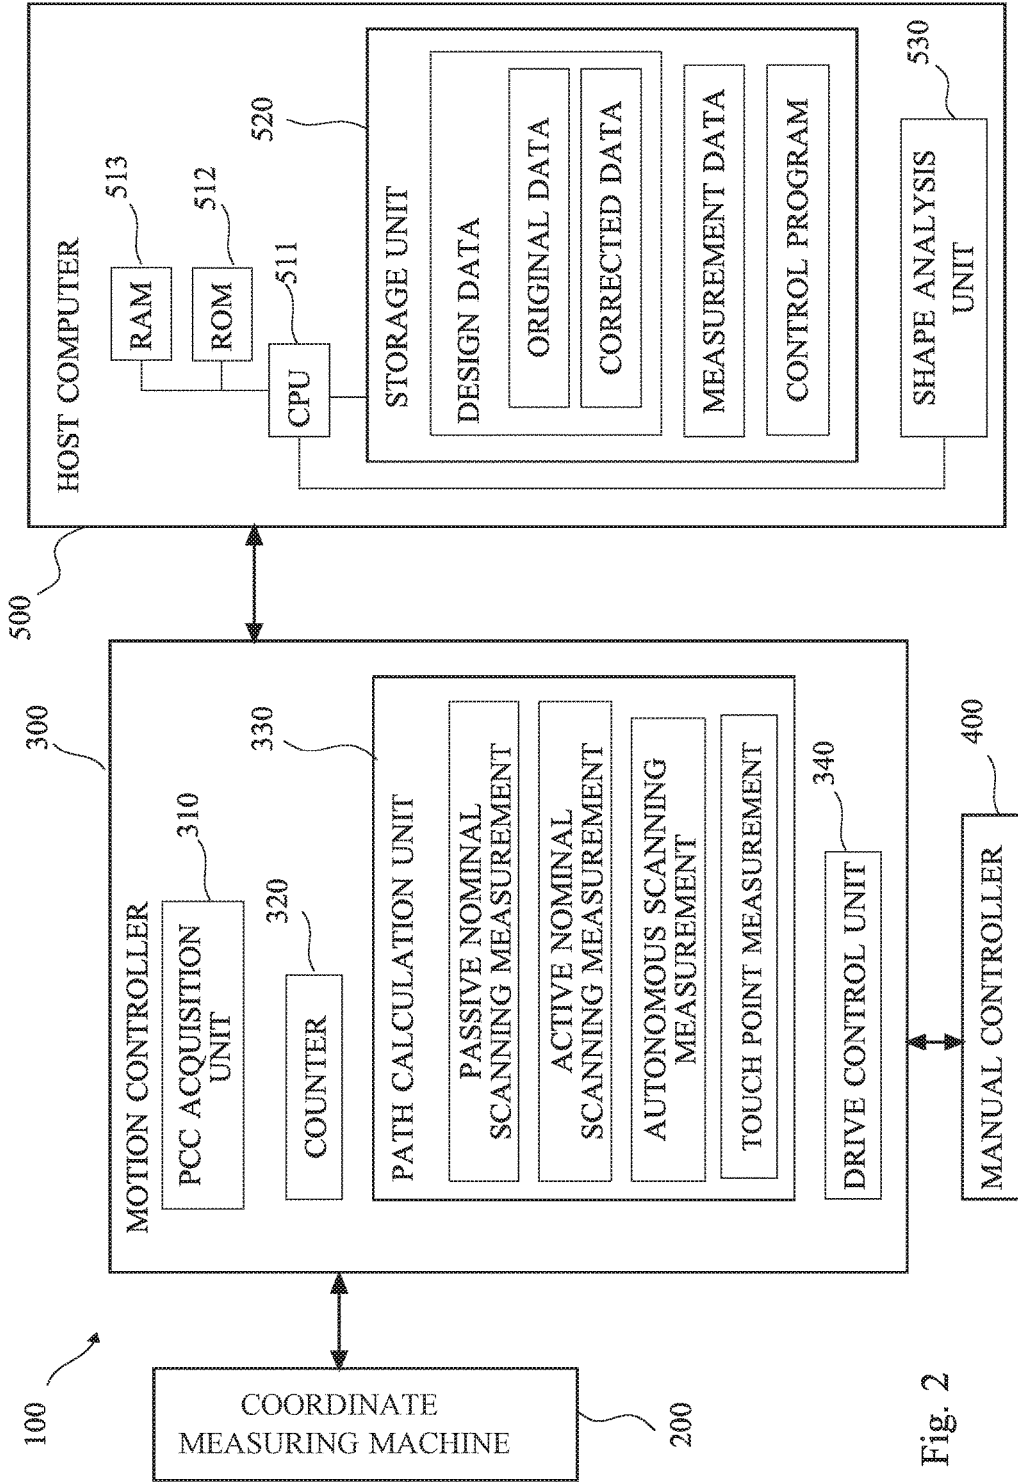 100
COORDINATE
MEASURING MACHINE
200
300
MOTION CONTROLLER
310
PCC ACQUISITION
UNIT
320
COUNTER
330
PATH CALCULATION UNIT
PASSIVE NOMINAL
SCANNING MEASUREMENT
ACTIVE NOMINAL
SCANNING MEASUREMENT
AUTONOMOUS SCANNING
MEASUREMENT
TOUCH POINT MEASUREMENT
340
DRIVE CONTROL UNIT
400
MANUAL CONTROLLER
500
HOST COMPUTER
513
RAM
512
ROM
511
CPU
520
STORAGE UNIT
DESIGN DATA
ORIGINAL DATA
CORRECTED DATA
MEASUREMENT DATA
CONTROL PROGRAM
530
SHAPE ANALYSIS
UNIT
Fig. 2